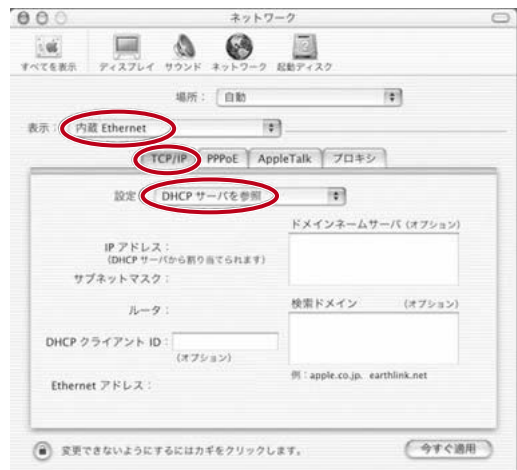 ネットワーク
すべてを表示 ディスプレイ サウンド ネットワーク 起動ディスク
場所： 自動
表示： 内蔵 Ethernet
TCP/IP PPPoE AppleTalk プロキシ
設定： DHCP サーバを参照
ドメインネームサーバ (オプション)
IP アドレス：
(DHCP サーバから割り当てられます)
サブネットマスク：
ルータ：
検索ドメイン (オプション)
DHCP クライアント ID：
(オプション)
例：apple.co.jp, earthlink.net
Ethernet アドレス：
変更できないようにするにはカギをクリックします。
今すぐ適用